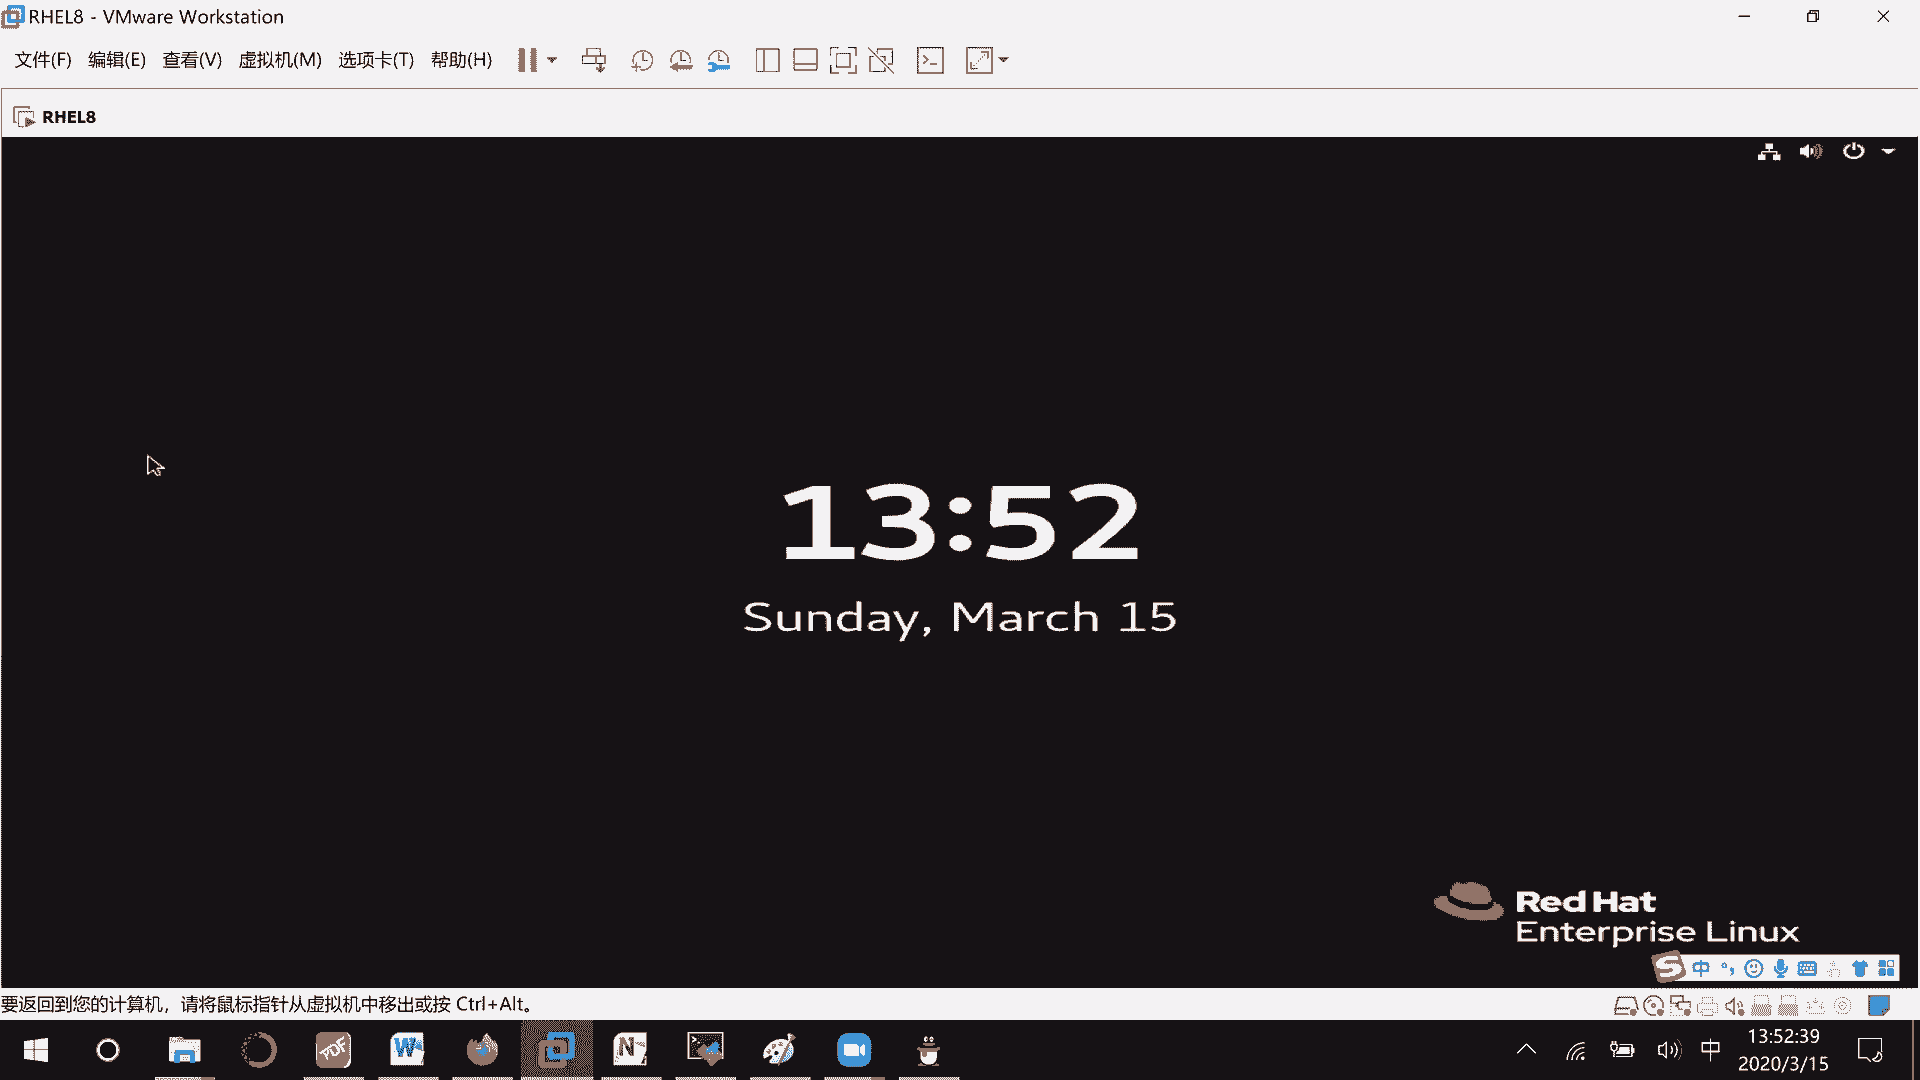 RHEL8 - VMware Workstation
文件(F) 编辑(E) 查看(V) 虚拟机(M) 选项卡(T) 帮助(H)
RHEL8
13:52
Sunday, March 15
Red Hat
Enterprise Linux
S 中
要返回到您的计算机，请将鼠标指针从虚拟机中移出或按 Ctrl+Alt。
PDF W N 中 13:52:39
2020/3/15